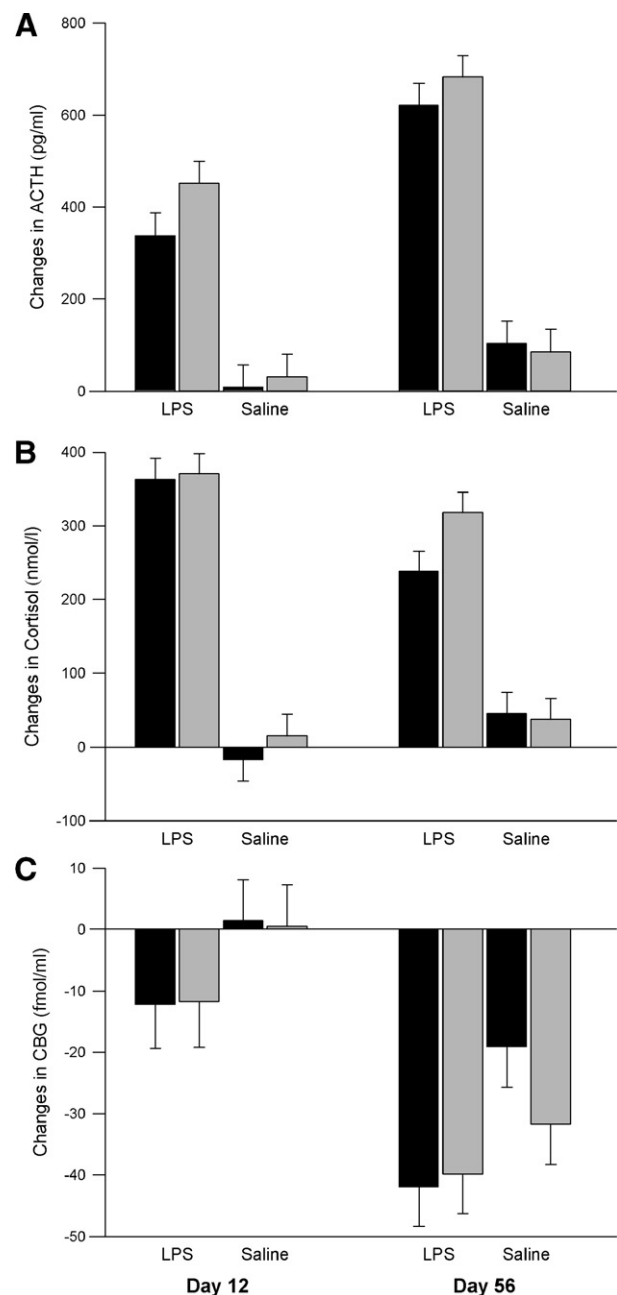 A
Changes in ACTH (pg/ml)
800
600
400
200
0
LPS Saline LPS Saline
B
Changes in Cortisol (nmol/l)
400
300
200
100
0
-100
LPS Saline LPS Saline
C
Changes in CBG (fmol/ml)
10
0
-10
-20
-30
-40
-50
LPS Saline LPS Saline
Day 12 Day 56